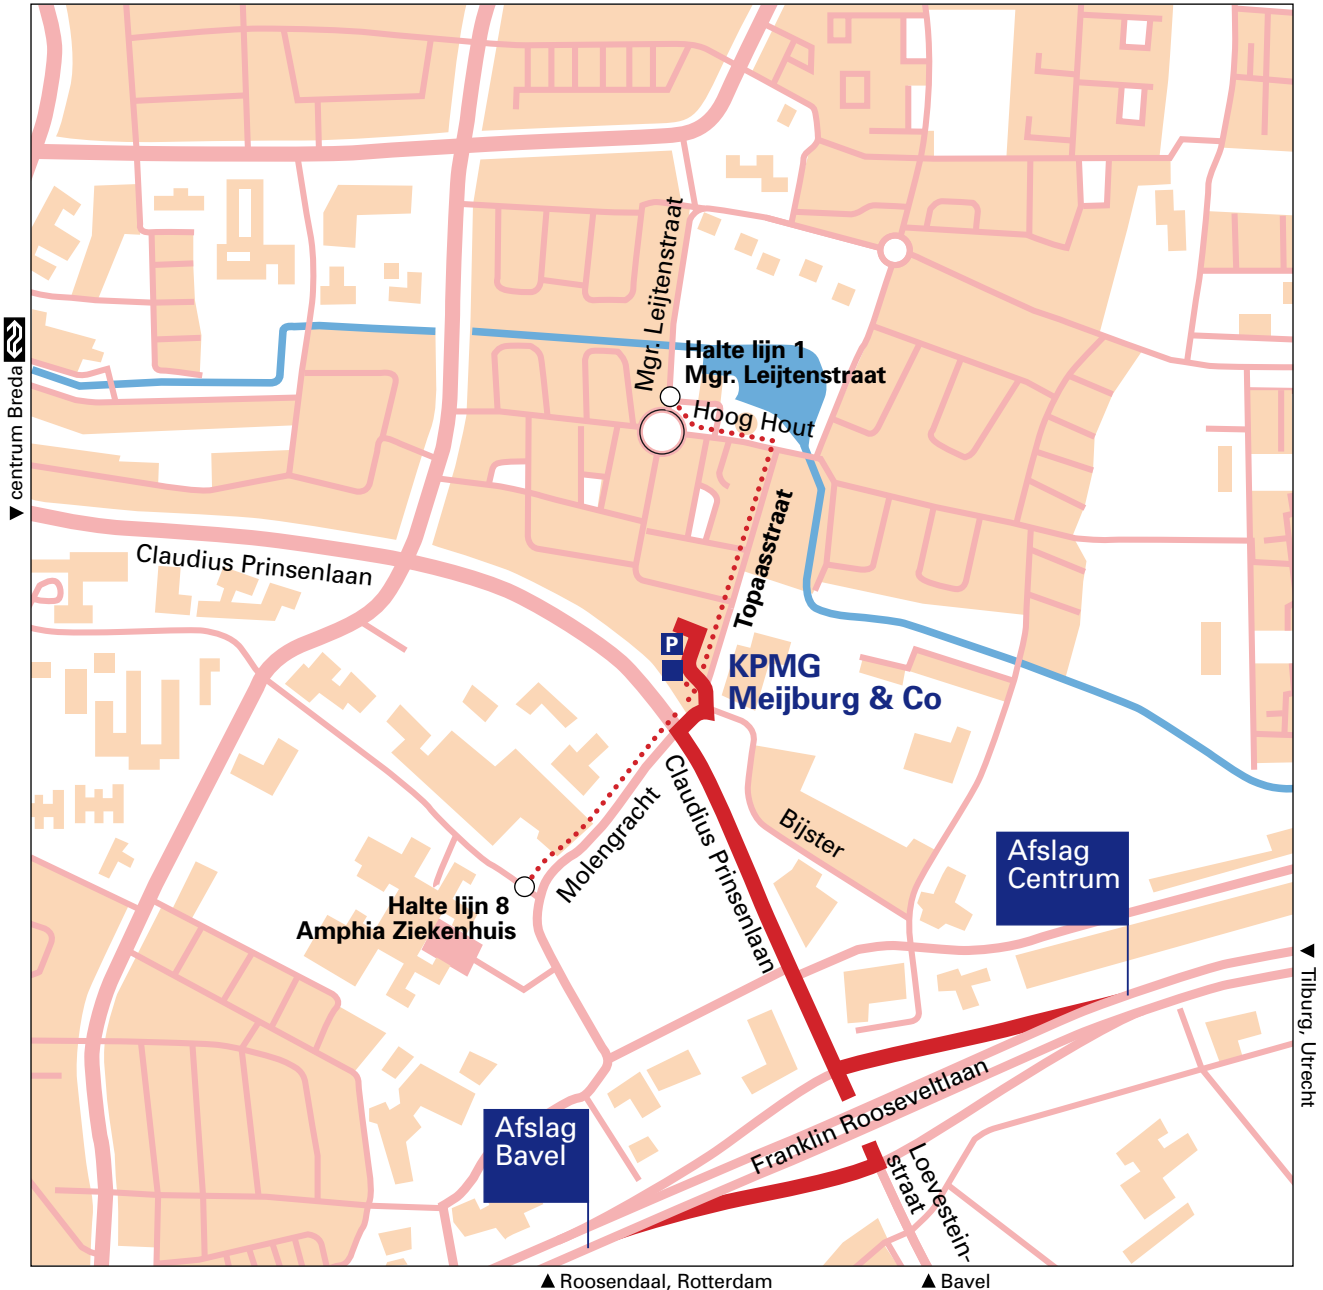 Mgr. Leijtenstraat
Halte lijn 1
Mgr. Leijtenstraat
Hoog Hout
centrum Breda
Claudius Prinsenlaan
Topaasstraat
P
KPMG
Meijburg & Co
Claudius Prinsenlaan
Molengracht
Bijster
Afslag
Centrum
Halte lijn 8
Amphia Ziekenhuis
Tilburg, Utrecht
Franklin Rooseveltlaan
Afslag
Bavel
Loevestein-
straat
Roosendaal, Rotterdam
Bavel